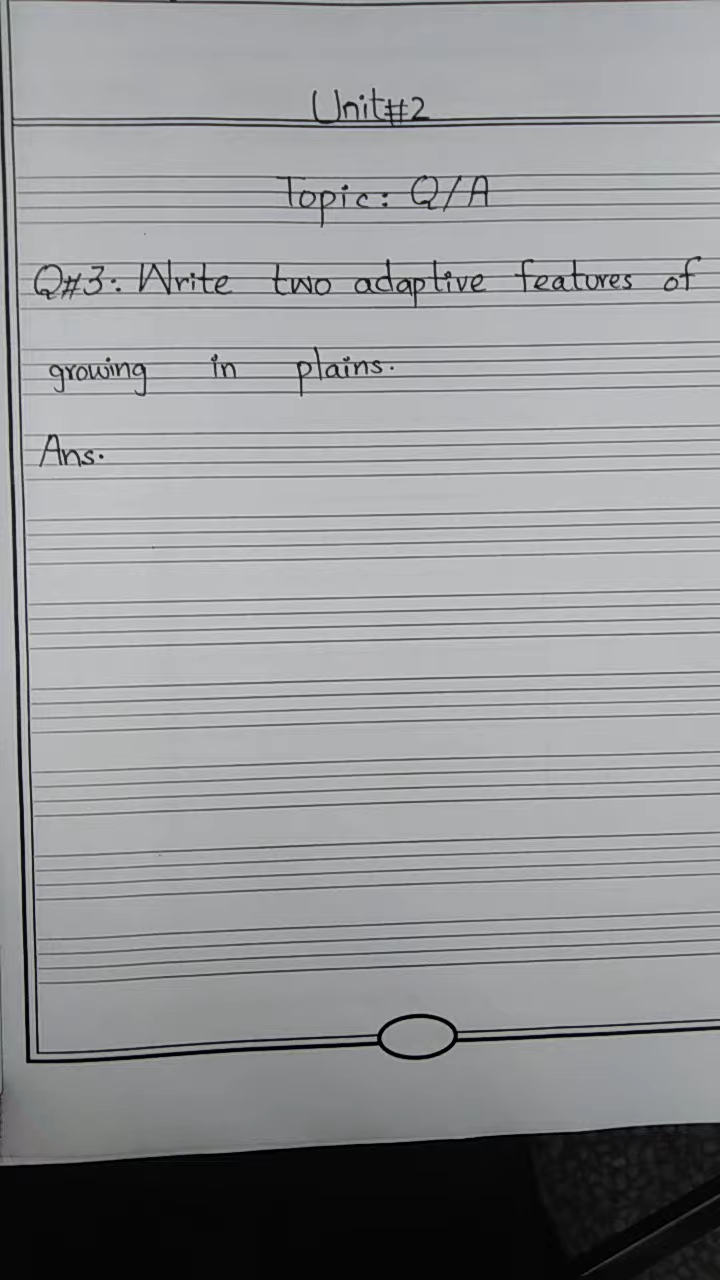 Unit#2
Topic: Q/A
Q#3: Write two adaptive features of
growing in plains.
Ans.